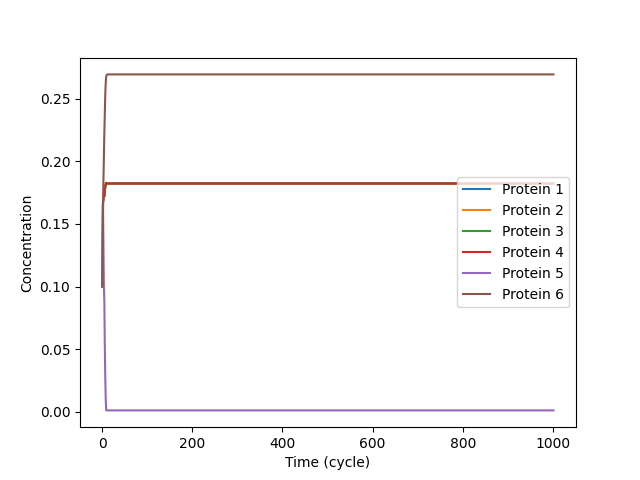 Concentration
0.25
0.20
0.15
0.10
0.05
0.00
Protein 1
Protein 2
Protein 3
Protein 4
Protein 5
Protein 6
0 200 400 600 800 1000
Time (cycle)